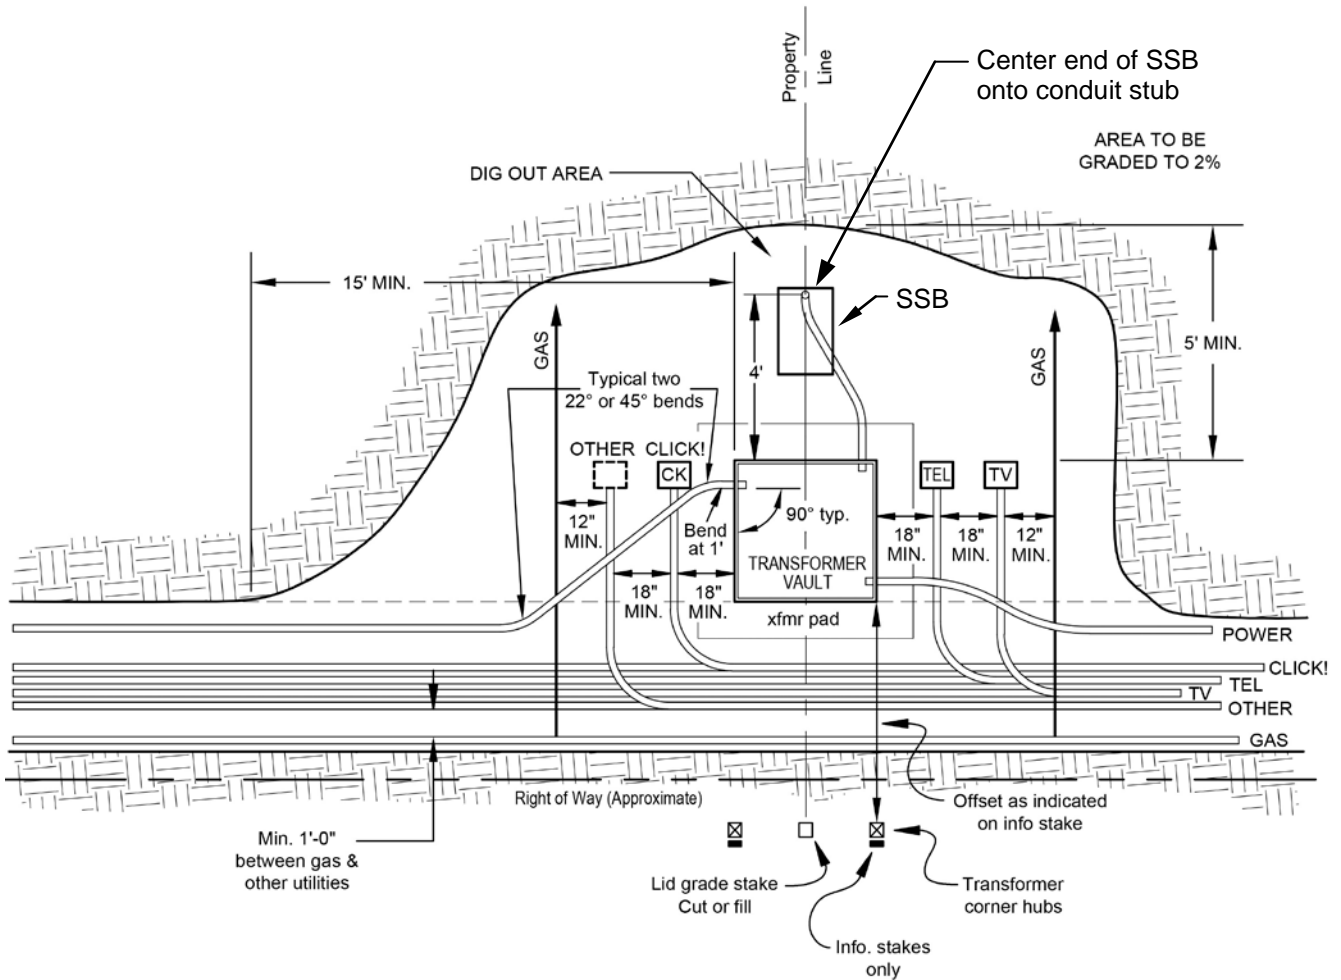 Property
Line
Center end of SSB
onto conduit stub
AREA TO BE
GRADED TO 2%
DIG OUT AREA
15' MIN.
SSB
5' MIN.
GAS
GAS
4'
Typical two
22° or 45° bends
OTHER
CLICK!
CK
TEL
TV
12"
MIN.
Bend
at 1'
90° typ.
18"
MIN.
18"
MIN.
12"
MIN.
TRANSFORMER
VAULT
18"
MIN.
18"
MIN.
xfmr pad
POWER
CLICK!
TEL
TV
OTHER
GAS
Right of Way (Approximate)
Offset as indicated
on info stake
Min. 1'-0"
between gas &
other utilities
Lid grade stake
Cut or fill
Transformer
corner hubs
Info. stakes
only